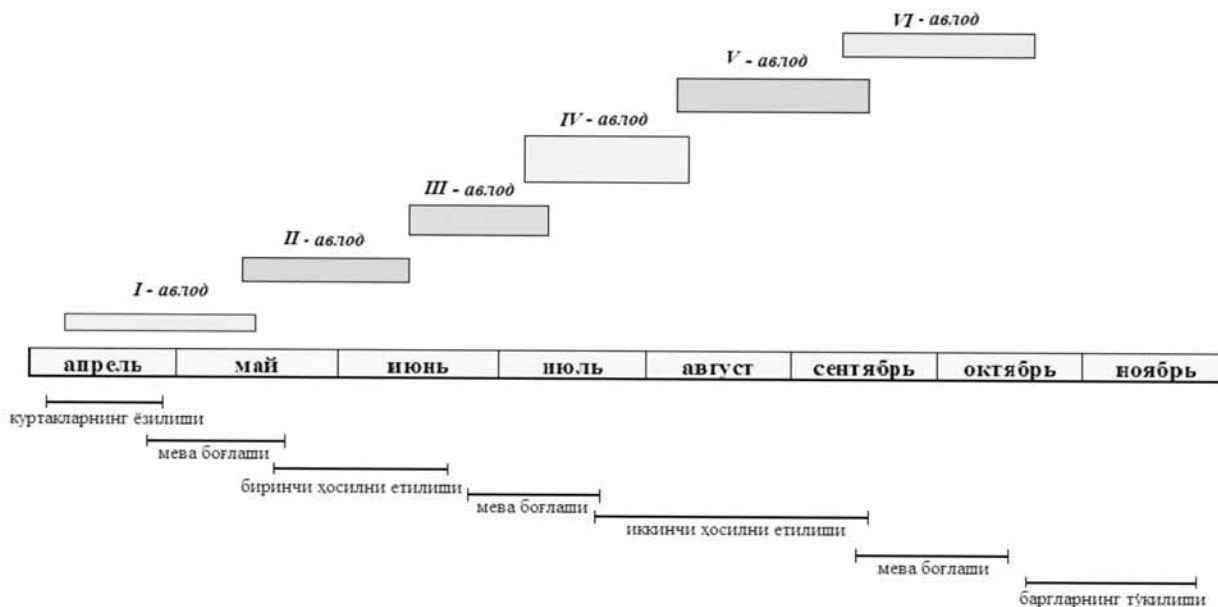 VI - авлод
V - авлод
IV - авлод
III - авлод
II - авлод
I - авлод
апрель май июнь июль август сентябрь октябрь ноябрь
куртакларнинг ёзилиши
мева боғлаши
биринчи ҳосилни етилиши
мева боғлаши
иккинчи ҳосилни етилиши
мева боғлаши
баргларнинг тўкилиши